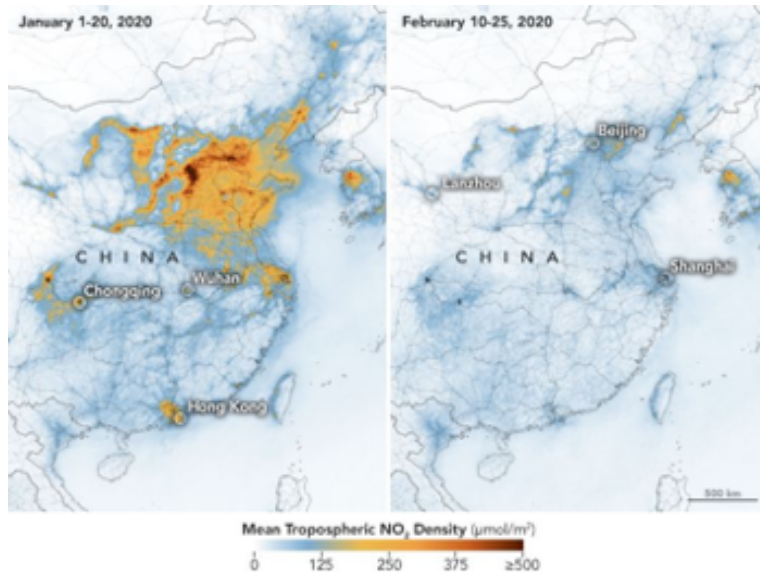 January 1-20, 2020
February 10-25, 2020
Beijing
Lanzhou
CHINA
CHINA
Wuhan
Shanghai
Chongqing
Hong Kong
500 km
Mean Tropospheric NO₂ Density (μmol/m²)
0 125 250 375 ≥500